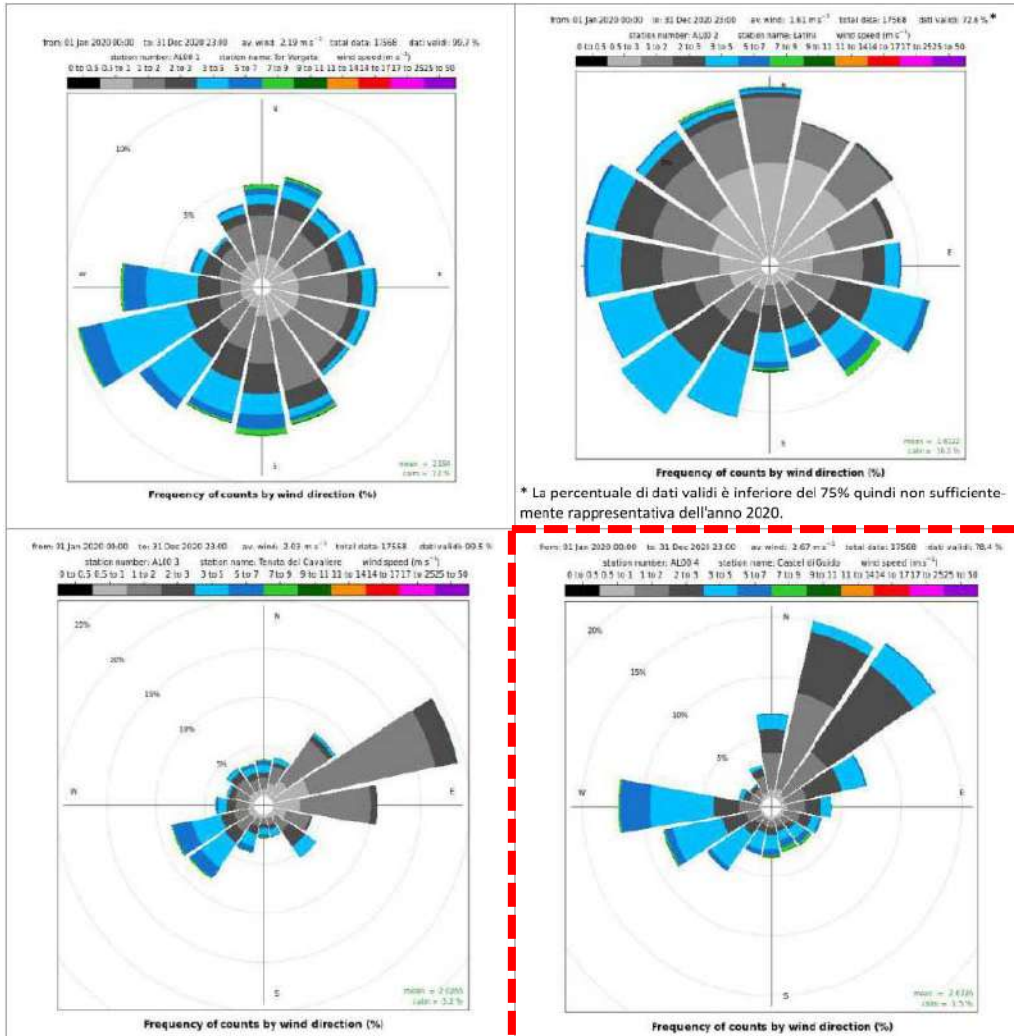 from: 01 Jan 2020 00:00 to: 31 Dec 2020 23:00 av. wind: 2.19 m s⁻¹ total data: 17568 dati validi: 99.7 %
station number: AL00 1 station name: Tor Vergata wind speed (m s⁻¹)
0 to 0.5 0.5 to 1 1 to 2 2 to 3 3 to 5 5 to 7 7 to 9 9 to 11 11 to 14 14 to 17 17 to 25 25 to 50
N
10%
5%
W
E
S
mean = 2.194
Frequency of counts by wind direction (%)
from: 01 Jan 2020 00:00 to: 31 Dec 2020 23:00 av. wind: 1.61 m s⁻¹ total data: 17568 dati validi: 72.6 % *
station number: AL00 2 station name: Latini wind speed (m s⁻¹)
0 to 0.5 0.5 to 1 1 to 2 2 to 3 3 to 5 5 to 7 7 to 9 9 to 11 11 to 14 14 to 17 17 to 25 25 to 50
E
S
Frequency of counts by wind direction (%)
* La percentuale di dati validi è inferiore del 75% quindi non sufficiente-
mente rappresentativa dell'anno 2020.
from: 01 Jan 2020 00:00 to: 31 Dec 2020 23:00 av. wind: 2.03 m s⁻¹ total data: 17568 dati validi: 99.5 %
station number: AL00 3 station name: Tenuta del Cavaliere wind speed (m s⁻¹)
0 to 0.5 0.5 to 1 1 to 2 2 to 3 3 to 5 5 to 7 7 to 9 9 to 11 11 to 14 14 to 17 17 to 25 25 to 50
25%
N
20%
15%
10%
5%
W
E
S
calm = 5.2 %
Frequency of counts by wind direction (%)
from: 01 Jan 2020 00:00 to: 31 Dec 2020 23:00 av. wind: 2.67 m s⁻¹ total data: 17568 dati validi: 78.4 %
station number: AL00 4 station name: Castel di Guido wind speed (m s⁻¹)
0 to 0.5 0.5 to 1 1 to 2 2 to 3 3 to 5 5 to 7 7 to 9 9 to 11 11 to 14 14 to 17 17 to 25 25 to 50
N
20%
15%
10%
5%
W
E
S
Frequency of counts by wind direction (%)